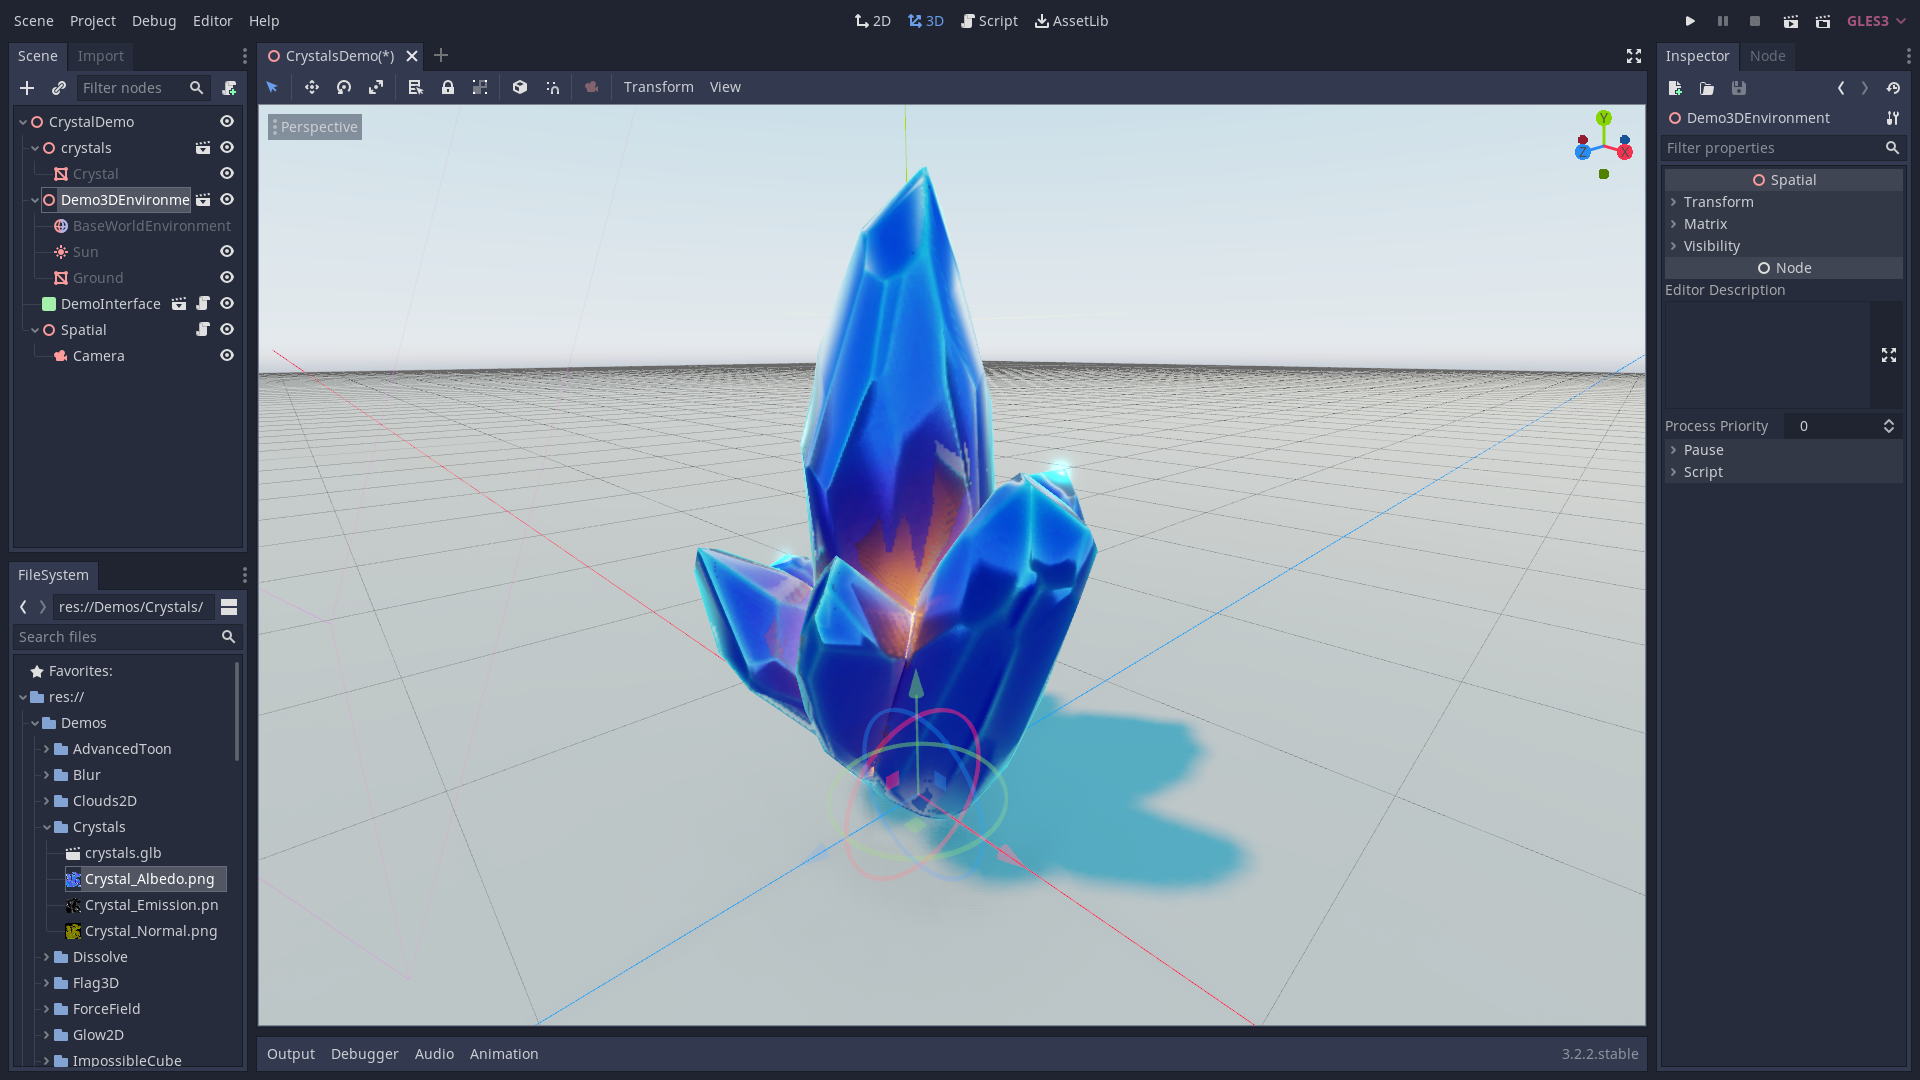 Scene Project Debug Editor Help
2D 3D Script AssetLib
GLES3
Scene Import
Filter nodes
CrystalDemo
crystals
Crystal
Demo3DEnvironme
BaseWorldEnvironment
Sun
Ground
DemoInterface
Spatial
Camera
FileSystem
res://Demos/Crystals/
Search files
Favorites:
res://
Demos
AdvancedToon
Blur
Clouds2D
Crystals
crystals.glb
Crystal_Albedo.png
Crystal_Emission.pn
Crystal_Normal.png
Dissolve
Flag3D
ForceField
Glow2D
ImpossibleCube
CrystalsDemo(*)
Transform View
Perspective
Y
Z
X
Output Debugger Audio Animation
3.2.2.stable
Inspector Node
Demo3DEnvironment
Filter properties
Spatial
Transform
Matrix
Visibility
Node
Editor Description
Process Priority 0
Pause
Script